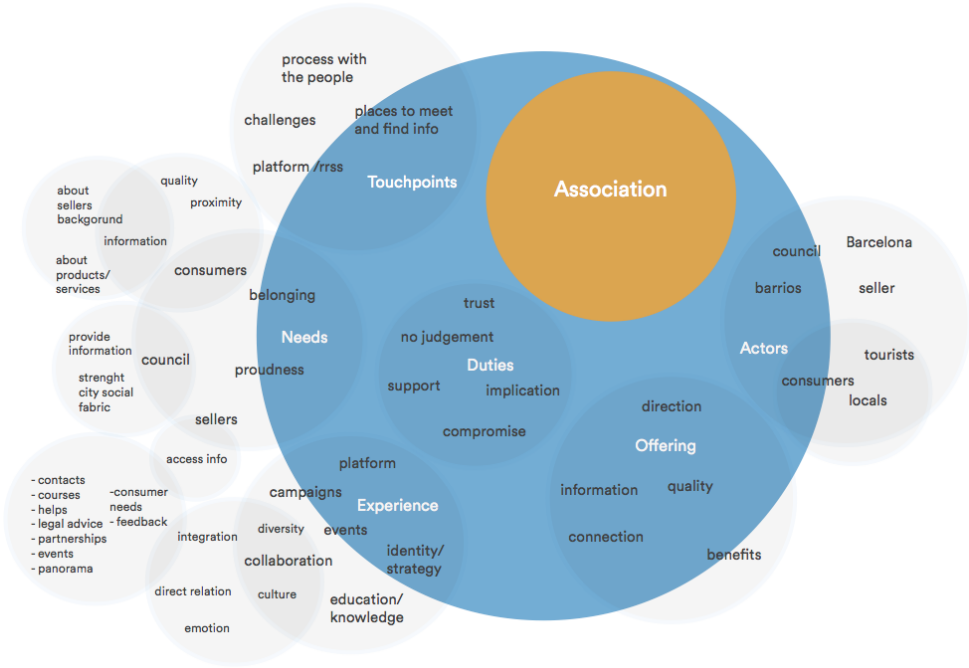 process with
the people
challenges
places to meet
and find info
platform /rrss
Touchpoints
Association
about
sellers
backgorund
quality
proximity
information
about
products/
services
consumers
belonging
Needs
proudness
provide
information
council
strenght
city social
fabric
sellers
access info
trust
no judgement
Duties
support
implication
compromise
council
Barcelona
barrios
seller
Actors
tourists
consumers
locals
direction
Offering
information
quality
connection
benefits
platform
campaigns
Experience
diversity
events
collaboration
identity/
strategy
culture
education/
knowledge
- contacts
- courses
- helps
- legal advice
- partnerships
- events
- panorama
-consumer
needs
- feedback
integration
direct relation
emotion